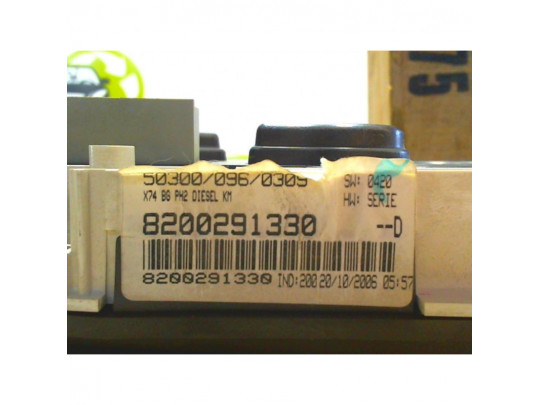 50300/096/0309 SW: 0420
X74 BG PH2 DIESEL KM HW: SERIE
8200291330 --D
8200291330 IND:200 20/10/2006 05:57
75